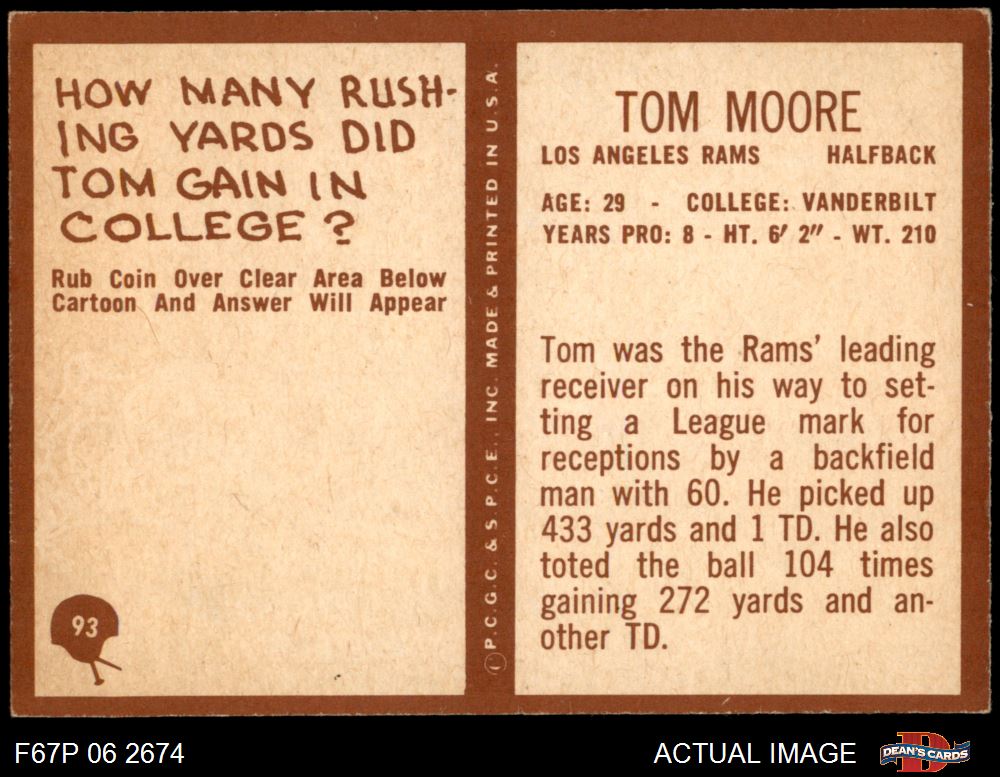 HOW MANY RUSH-
ING YARDS DID
TOM GAIN IN
COLLEGE ?
Rub Coin Over Clear Area Below
Cartoon And Answer Will Appear
93
© P.C.G.C. & S.P.C.E., INC. MADE & PRINTED IN U.S.A.
TOM MOORE
LOS ANGELES RAMS HALFBACK
AGE: 29 - COLLEGE: VANDERBILT
YEARS PRO: 8 - HT. 6' 2" - WT. 210
Tom was the Rams' leading
receiver on his way to set-
ting a League mark for
receptions by a backfield
man with 60. He picked up
433 yards and 1 TD. He also
toted the ball 104 times
gaining 272 yards and an-
other TD.
F67P 06 2674
ACTUAL IMAGE
D
DEAN'S CARDS